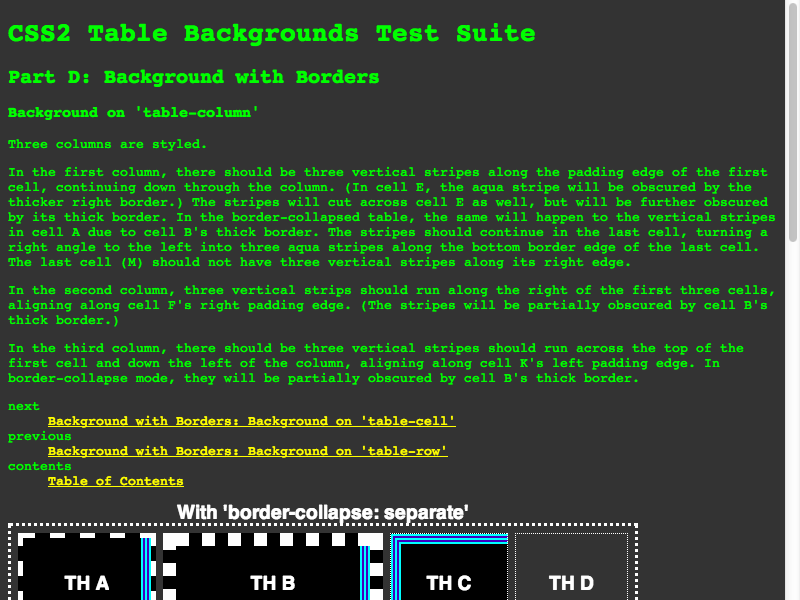 CSS2 Table Backgrounds Test Suite
Part D: Background with Borders
Background on 'table-column'
Three columns are styled.
In the first column, there should be three vertical stripes along the padding edge of the first
cell, continuing down through the column. (In cell E, the aqua stripe will be obscured by the
thicker right border.) The stripes will cut across cell E as well, but will be further obscured
by its thick border. In the border-collapsed table, the same will happen to the vertical stripes
in cell A due to cell B's thick border. The stripes should continue in the last cell, turning a
right angle to the left into three aqua stripes along the bottom border edge of the last cell.
The last cell (M) should not have three vertical stripes along its right edge.
In the second column, three vertical strips should run along the right of the first three cells,
aligning along cell F's right padding edge. (The stripes will be partially obscured by cell B's
thick border.)
In the third column, there should be three vertical stripes should run across the top of the
first cell and down the left of the column, aligning along cell K's left padding edge. In
border-collapse mode, they will be partially obscured by cell B's thick border.
next
Background with Borders: Background on 'table-cell'
previous
Background with Borders: Background on 'table-row'
contents
Table of Contents
With 'border-collapse: separate'
TH A TH B TH C TH D